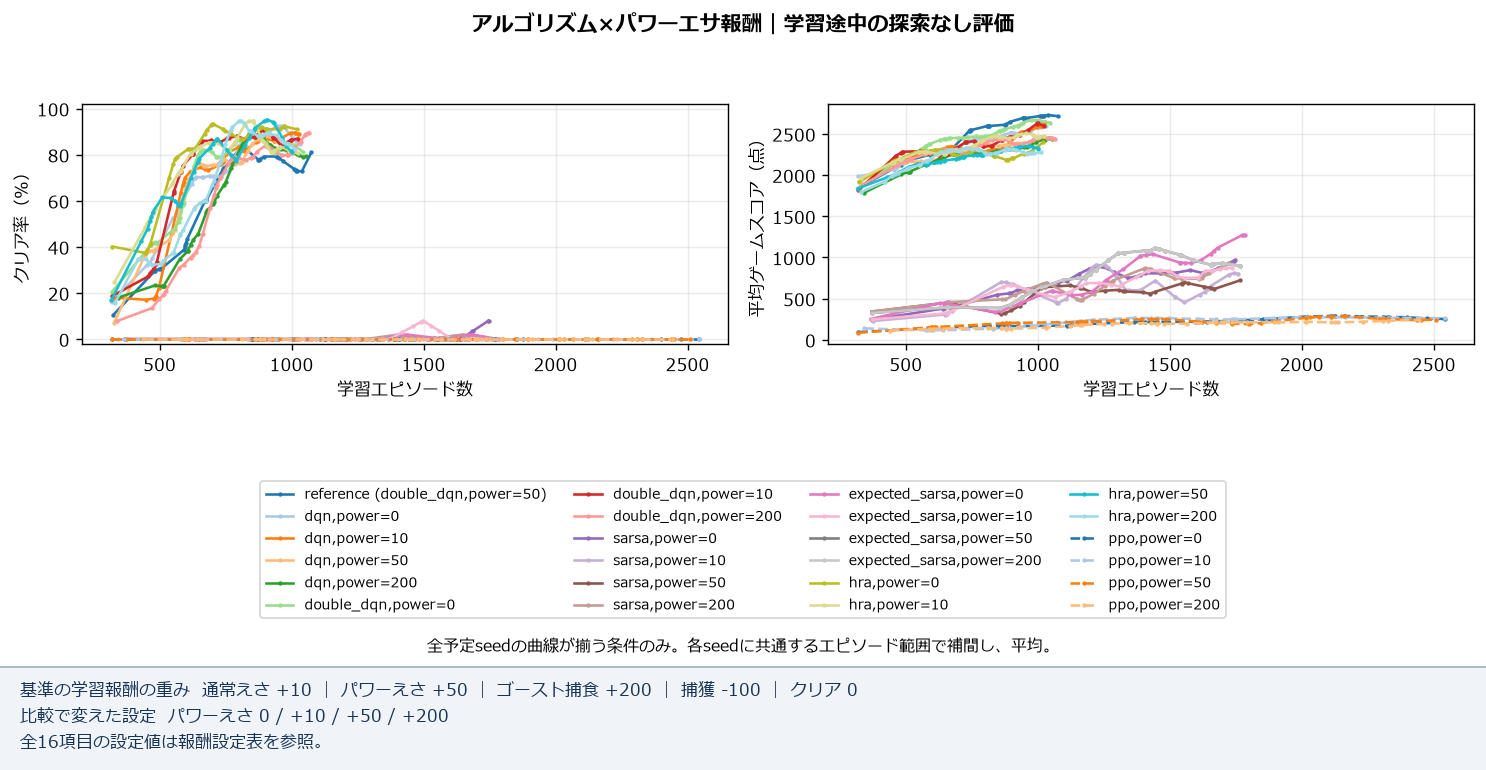 アルゴリズム×パワーエサ報酬｜学習途中の探索なし評価
クリア率（%）
100
80
60
40
20
0
500
1000
1500
2000
2500
学習エピソード数
平均ゲームスコア（点）
2500
2000
1500
1000
500
0
500
1000
1500
2000
2500
学習エピソード数
reference (double_dqn,power=50)
dqn,power=0
dqn,power=10
dqn,power=50
dqn,power=200
double_dqn,power=0
double_dqn,power=10
double_dqn,power=200
sarsa,power=0
sarsa,power=10
sarsa,power=50
sarsa,power=200
expected_sarsa,power=0
expected_sarsa,power=10
expected_sarsa,power=50
expected_sarsa,power=200
hra,power=0
hra,power=10
hra,power=50
hra,power=200
ppo,power=0
ppo,power=10
ppo,power=50
ppo,power=200
全予定seedの曲線が揃う条件のみ。各seedに共通するエピソード範囲で補間し、平均。
基準の学習報酬の重み 通常えさ +10 ｜ パワーえさ +50 ｜ ゴースト捕食 +200 ｜ 捕獲 -100 ｜ クリア 0
比較で変えた設定 パワーえさ 0 / +10 / +50 / +200
全16項目の設定値は報酬設定表を参照。